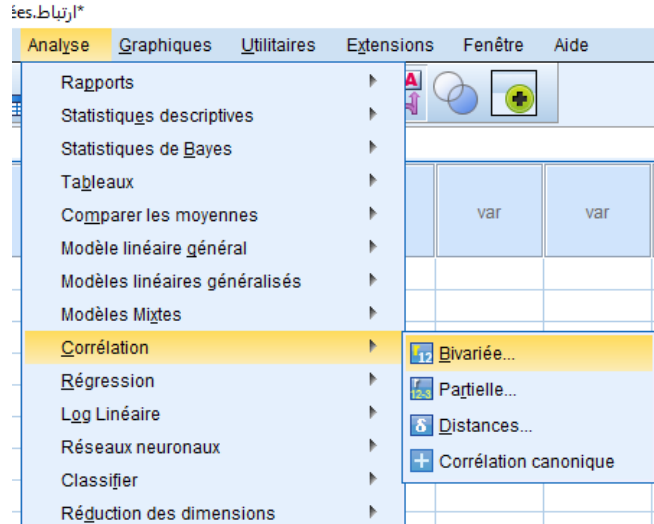 *ارتباط.ées
Analyse Graphiques Utilitaires Extensions Fenêtre Aide
Rapports
Statistiques descriptives
Statistiques de Bayes
Tableaux
Comparer les moyennes
var var
Modèle linéaire général
Modèles linéaires généralisés
Modèles Mixtes
Corrélation
Bivariée...
Régression
Partielle...
Log Linéaire
Distances...
Réseaux neuronaux
Corrélation canonique
Classifier
Réduction des dimensions